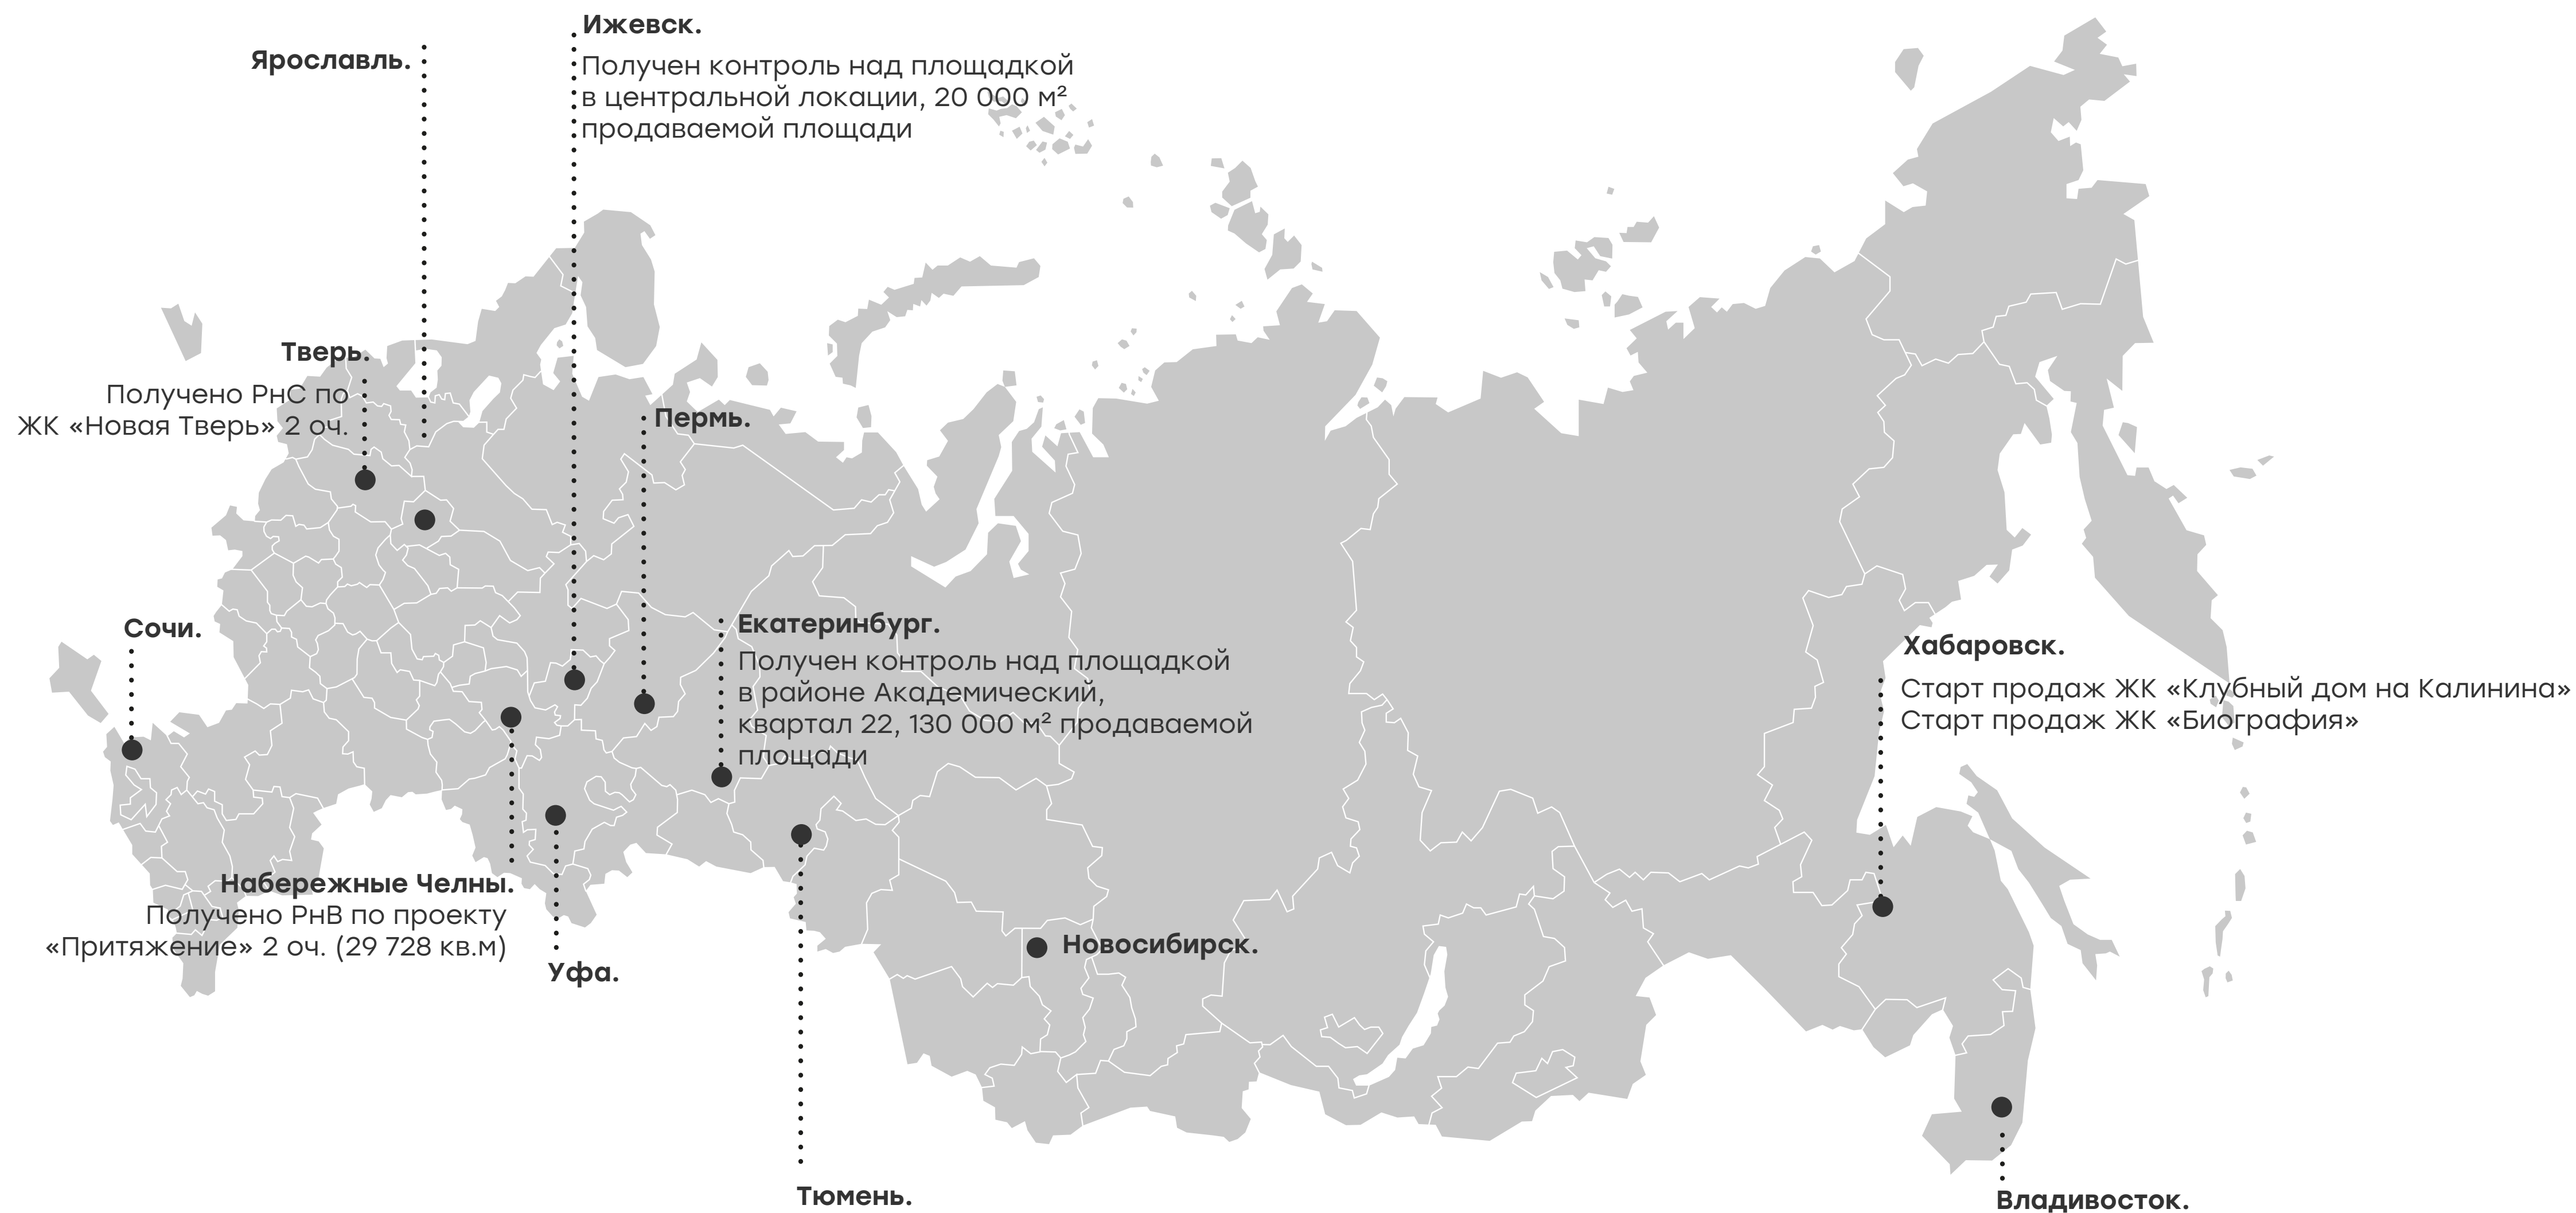 Ижевск.
Получен контроль над площадкой
в центральной локации, 20 000 м²
продаваемой площади
Ярославль.
Тверь.
Получено РнС по
ЖК «Новая Тверь» 2 оч.
Пермь.
Сочи.
Екатеринбург.
Получен контроль над площадкой
в районе Академический,
квартал 22, 130 000 м² продаваемой
площади
Хабаровск.
Старт продаж ЖК «Клубный дом на Калинина»
Старт продаж ЖК «Биография»
Набережные Челны.
Получено РнВ по проекту
«Притяжение» 2 оч. (29 728 кв.м)
Уфа.
Новосибирск.
Тюмень.
Владивосток.